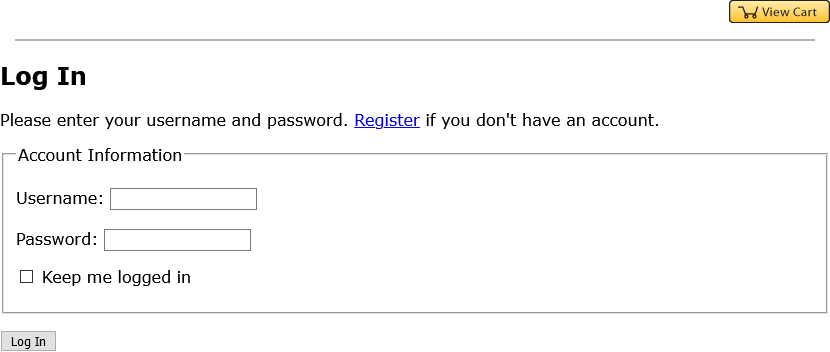 View Cart
Log In
Please enter your username and password. Register if you don't have an account.
Account Information
Username:
Password:
Keep me logged in
Log In